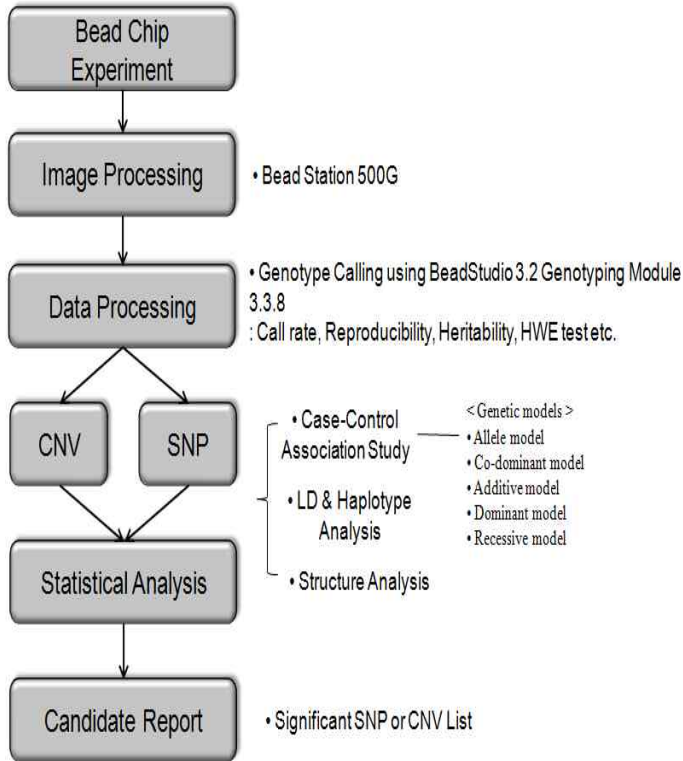 Bead Chip
Experiment
Image Processing
• Bead Station 500G
Data Processing
• Genotype Calling using BeadStudio 3.2 Genotyping Module
3.3.8
: Call rate, Reproducibility, Heritability, HWE test etc.
CNV
SNP
• Case-Control
Association Study
• LD & Haplotype
Analysis
• Structure Analysis
< Genetic models >
• Allele model
• Co-dominant model
• Additive model
• Dominant model
• Recessive model
Statistical Analysis
Candidate Report
• Significant SNP or CNV List